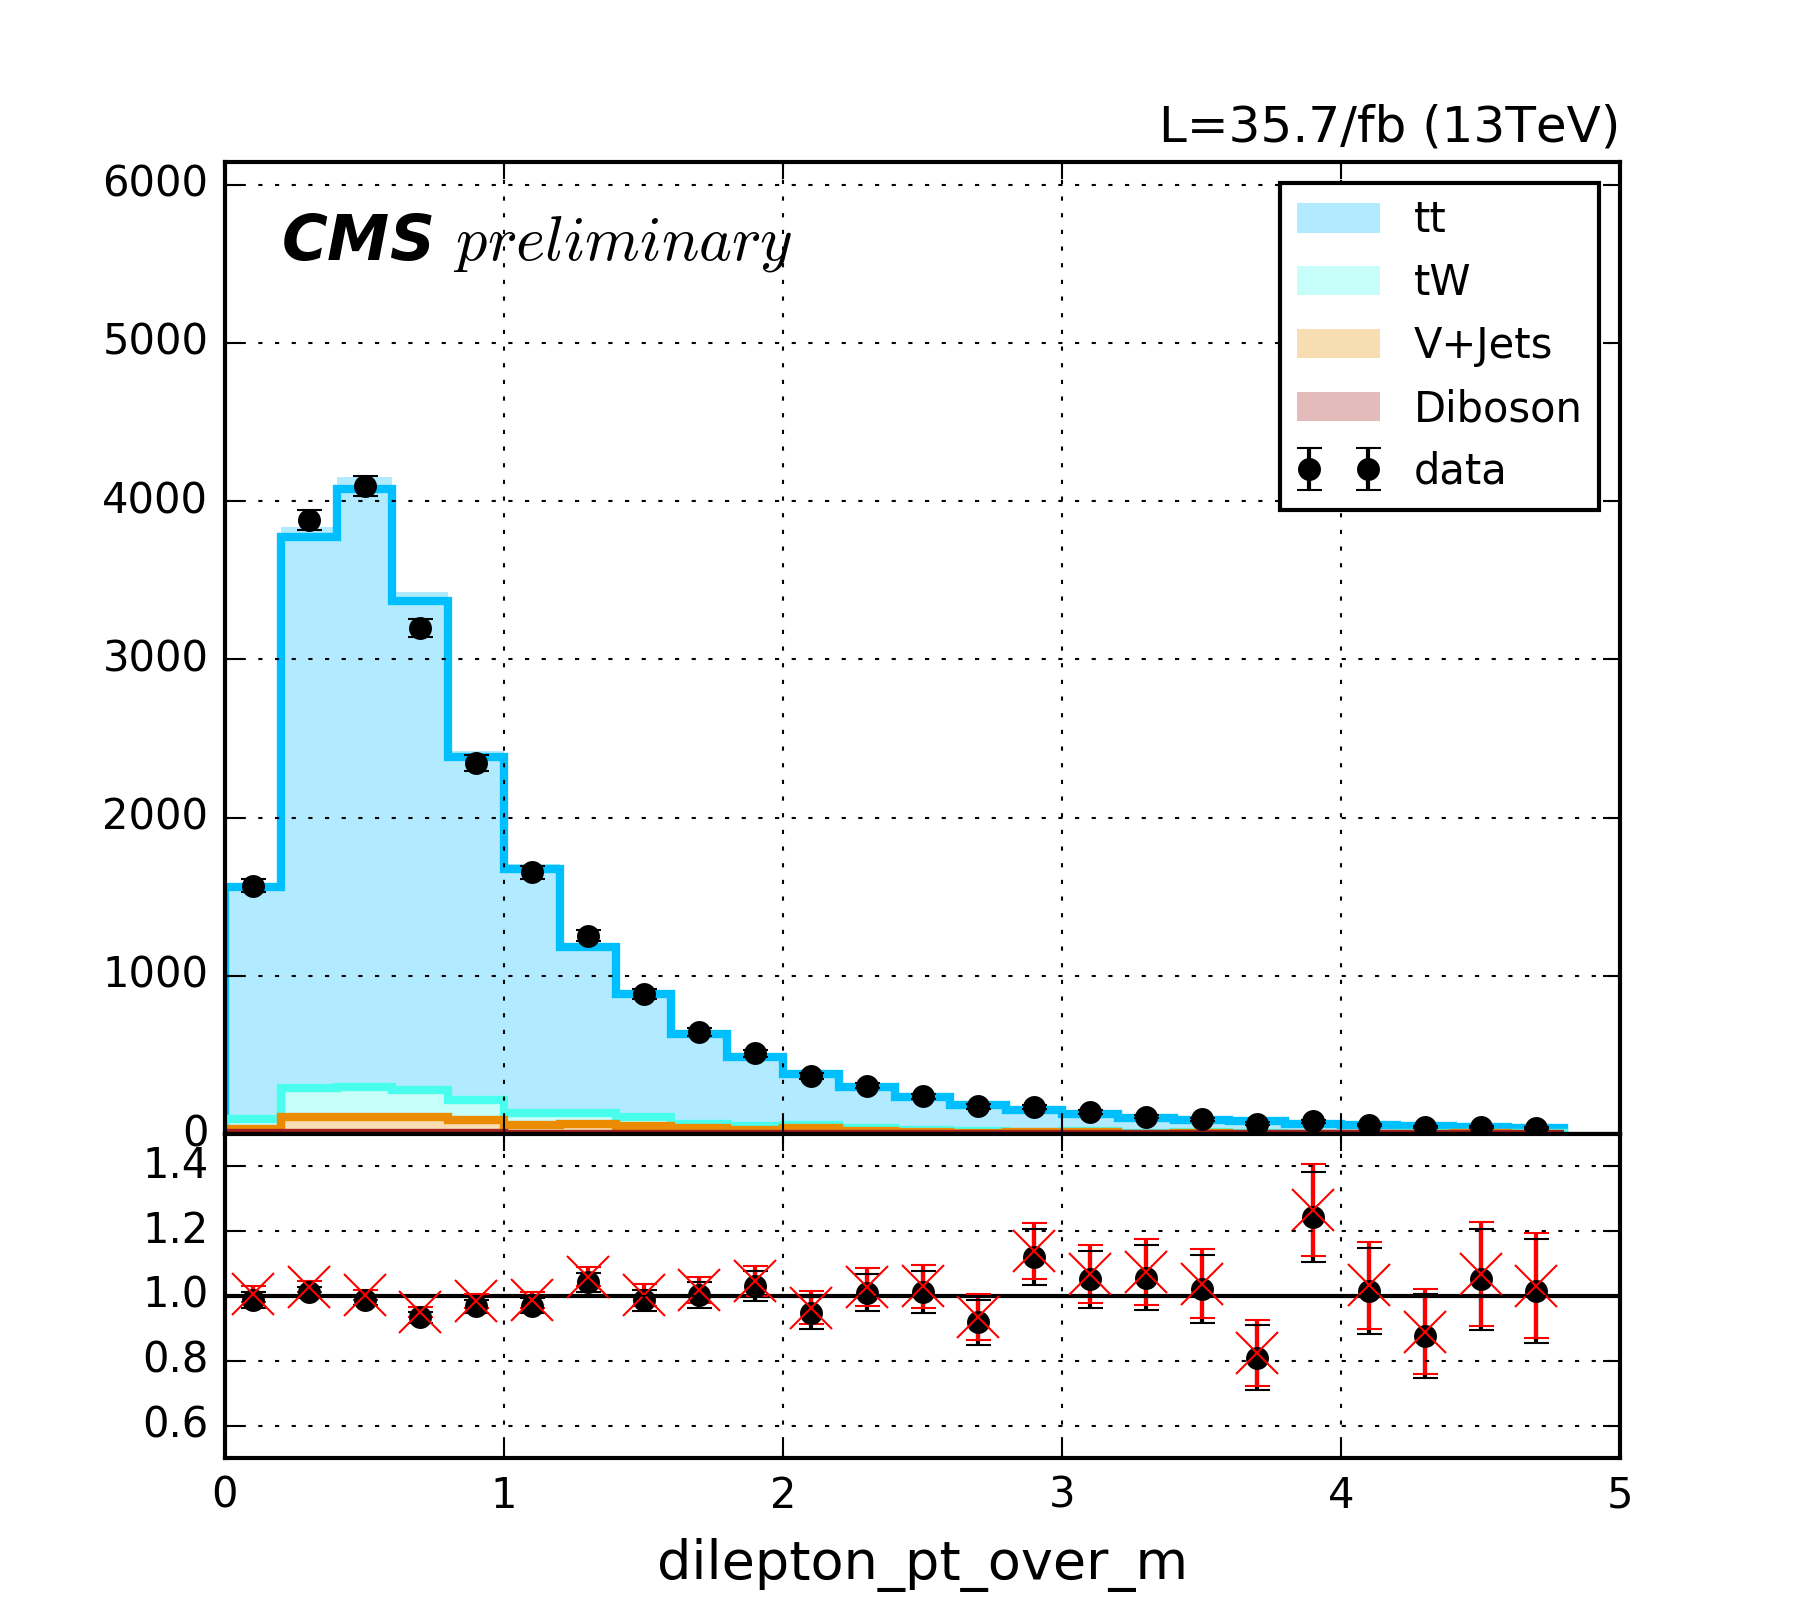 L=35.7/fb (13TeV)
CMS preliminary
6000
5000
4000
3000
2000
1000
0
tt
tW
V+Jets
Diboson
data
1.4
1.2
1.0
0.8
0.6
0 1 2 3 4 5
dilepton_pt_over_m